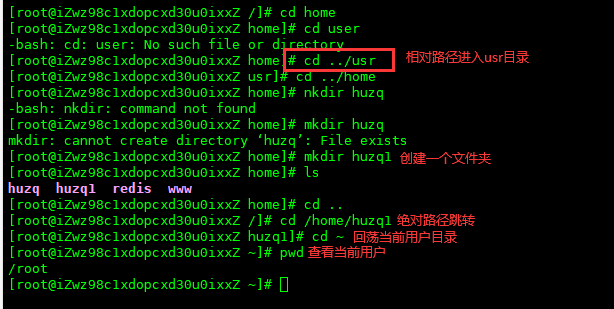 [root@iZwz98c1xdopcxd30u0ixxZ /]# cd home
[root@iZwz98c1xdopcxd30u0ixxZ home]# cd user
-bash: cd: user: No such file or directory
[root@iZwz98c1xdopcxd30u0ixxZ home]# cd ../usr 相对路径进入usr目录
[root@iZwz98c1xdopcxd30u0ixxZ usr]# cd ../home
[root@iZwz98c1xdopcxd30u0ixxZ home]# nkdir huzq
-bash: nkdir: command not found
[root@iZwz98c1xdopcxd30u0ixxZ home]# mkdir huzq
mkdir: cannot create directory ‘huzq’: File exists
[root@iZwz98c1xdopcxd30u0ixxZ home]# mkdir huzq1 创建一个文件夹
[root@iZwz98c1xdopcxd30u0ixxZ home]# ls
huzq huzq1 redis www
[root@iZwz98c1xdopcxd30u0ixxZ home]# cd ..
[root@iZwz98c1xdopcxd30u0ixxZ /]# cd /home/huzq1 绝对路径跳转
[root@iZwz98c1xdopcxd30u0ixxZ huzq1]# cd ~ 回荡当前用户目录
[root@iZwz98c1xdopcxd30u0ixxZ ~]# pwd 查看当前用户
/root
[root@iZwz98c1xdopcxd30u0ixxZ ~]#